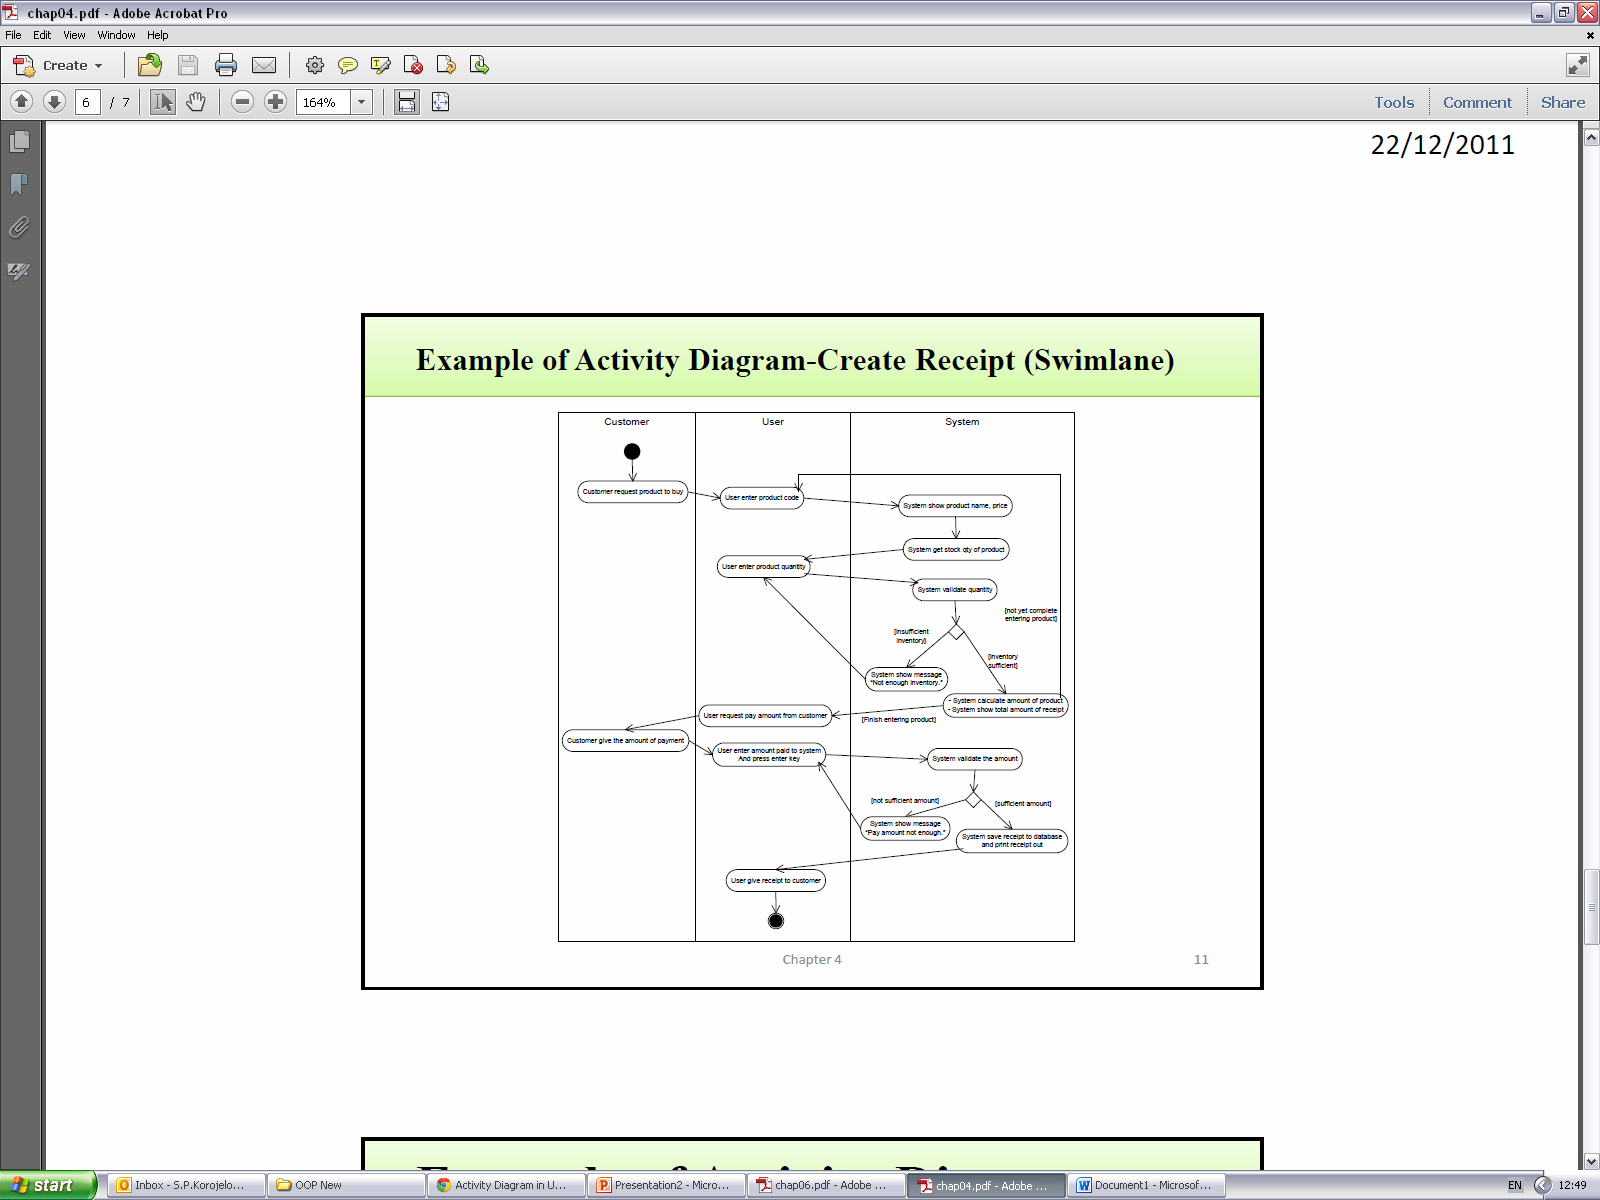 chap04.pdf - Adobe Acrobat Pro
File Edit View Window Help
Create
6 / 7 164% Tools Comment Share
22/12/2011
Example of Activity Diagram-Create Receipt (Swimlane)
Customer User System
Customer request product to buy
User enter product code
System show product name, price
System get stock qty of product
User enter product quantity
System validate quantity
[not yet complete
entering product]
[insufficient
inventory]
[inventory
sufficient]
System show message
"Not enough inventory."
- System calculate amount of product
- System show total amount of receipt
User request pay amount from customer
[Finish entering product]
Customer give the amount of payment
User enter amount paid to system
And press enter key
System validate the amount
[not sufficient amount]
[sufficient amount]
System show message
"Pay amount not enough."
System save receipt to database
and print receipt out
User give receipt to customer
Chapter 4 11
start Inbox - S.P.Korojelo... OOP New Activity Diagram in U... Presentation2 - Micro... chap06.pdf - Adobe ... chap04.pdf - Adobe ... Document1 - Microsof... EN 12:49